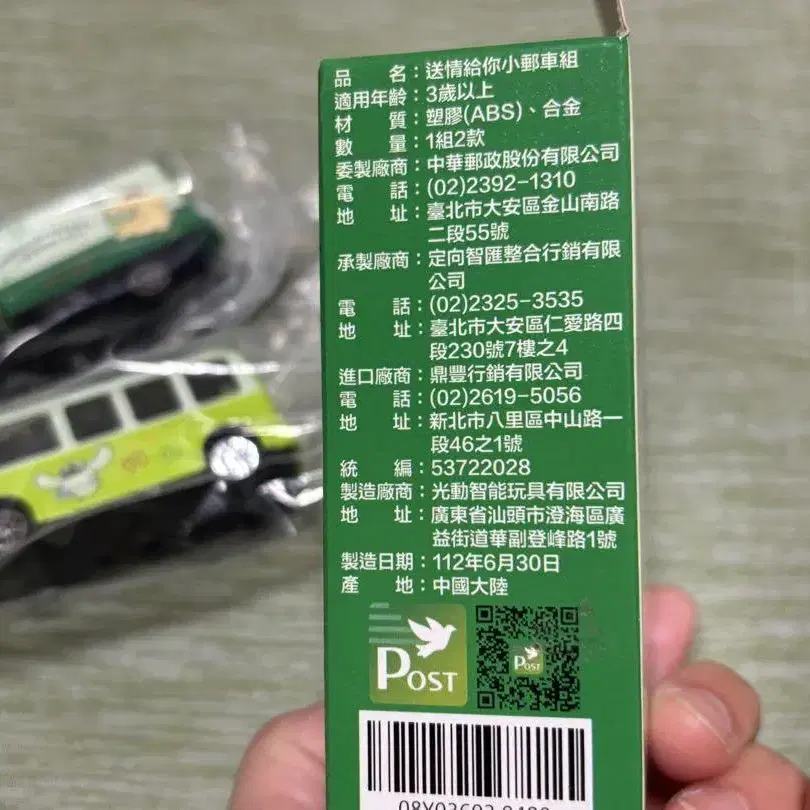 品名：送情給你小郵車組
適用年齡：3歲以上
材質：塑膠(ABS)、合金
數量：1組2款
委製廠商：中華郵政股份有限公司
電話：(02)2392-1310
地址：臺北市大安區金山南路
二段55號
承製廠商：定向智匯整合行銷有限
公司
電話：(02)2325-3535
地址：臺北市大安區仁愛路四
段230號7樓之4
進口廠商：鼎豐行銷有限公司
電話：(02)2619-5056
地址：新北市八里區中山路一
段46之1號
統編：53722028
製造廠商：光動智能玩具有限公司
地址：廣東省汕頭市澄海區廣
益街道華副登峰路1號
製造日期：112年6月30日
產地：中國大陸
POST
POST